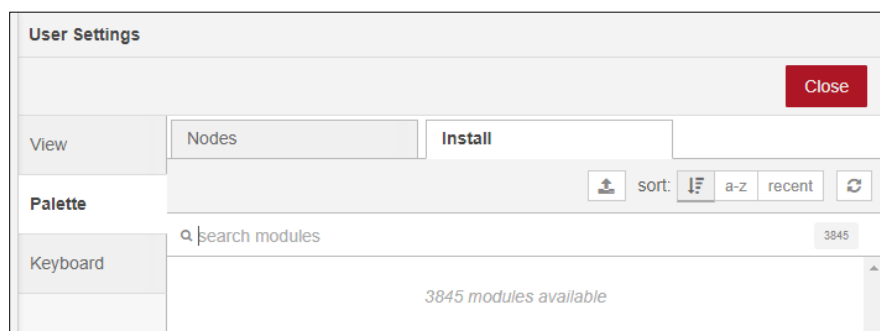 User Settings
Close
View
Nodes
Install
sort:
a-z
recent
Palette
search modules
3845
Keyboard
3845 modules available